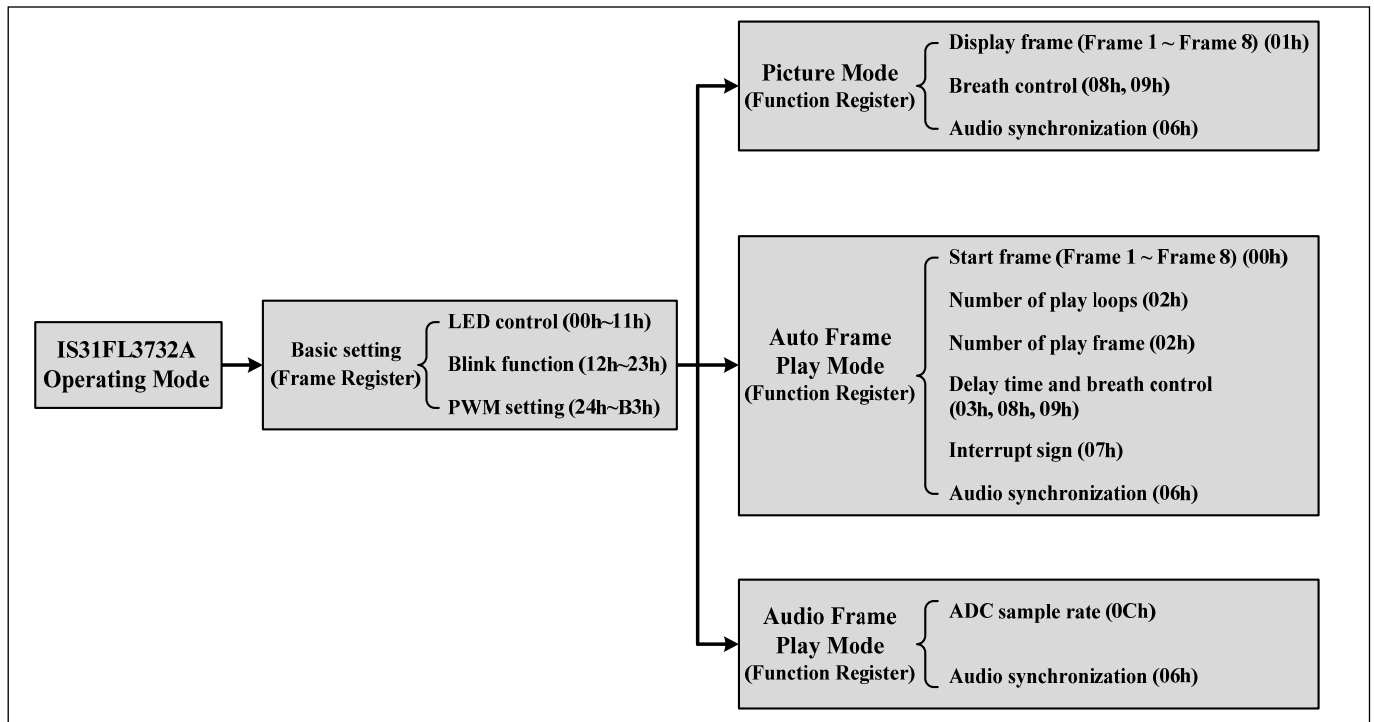 IS31FL3732A
Operating Mode
Basic setting
(Frame Register)
LED control (00h~11h)
Blink function (12h~23h)
PWM setting (24h~B3h)
Picture Mode
(Function Register)
Display frame (Frame 1 ~ Frame 8) (01h)
Breath control (08h, 09h)
Audio synchronization (06h)
Auto Frame
Play Mode
(Function Register)
Start frame (Frame 1 ~ Frame 8) (00h)
Number of play loops (02h)
Number of play frame (02h)
Delay time and breath control
(03h, 08h, 09h)
Interrupt sign (07h)
Audio synchronization (06h)
Audio Frame
Play Mode
(Function Register)
ADC sample rate (0Ch)
Audio synchronization (06h)